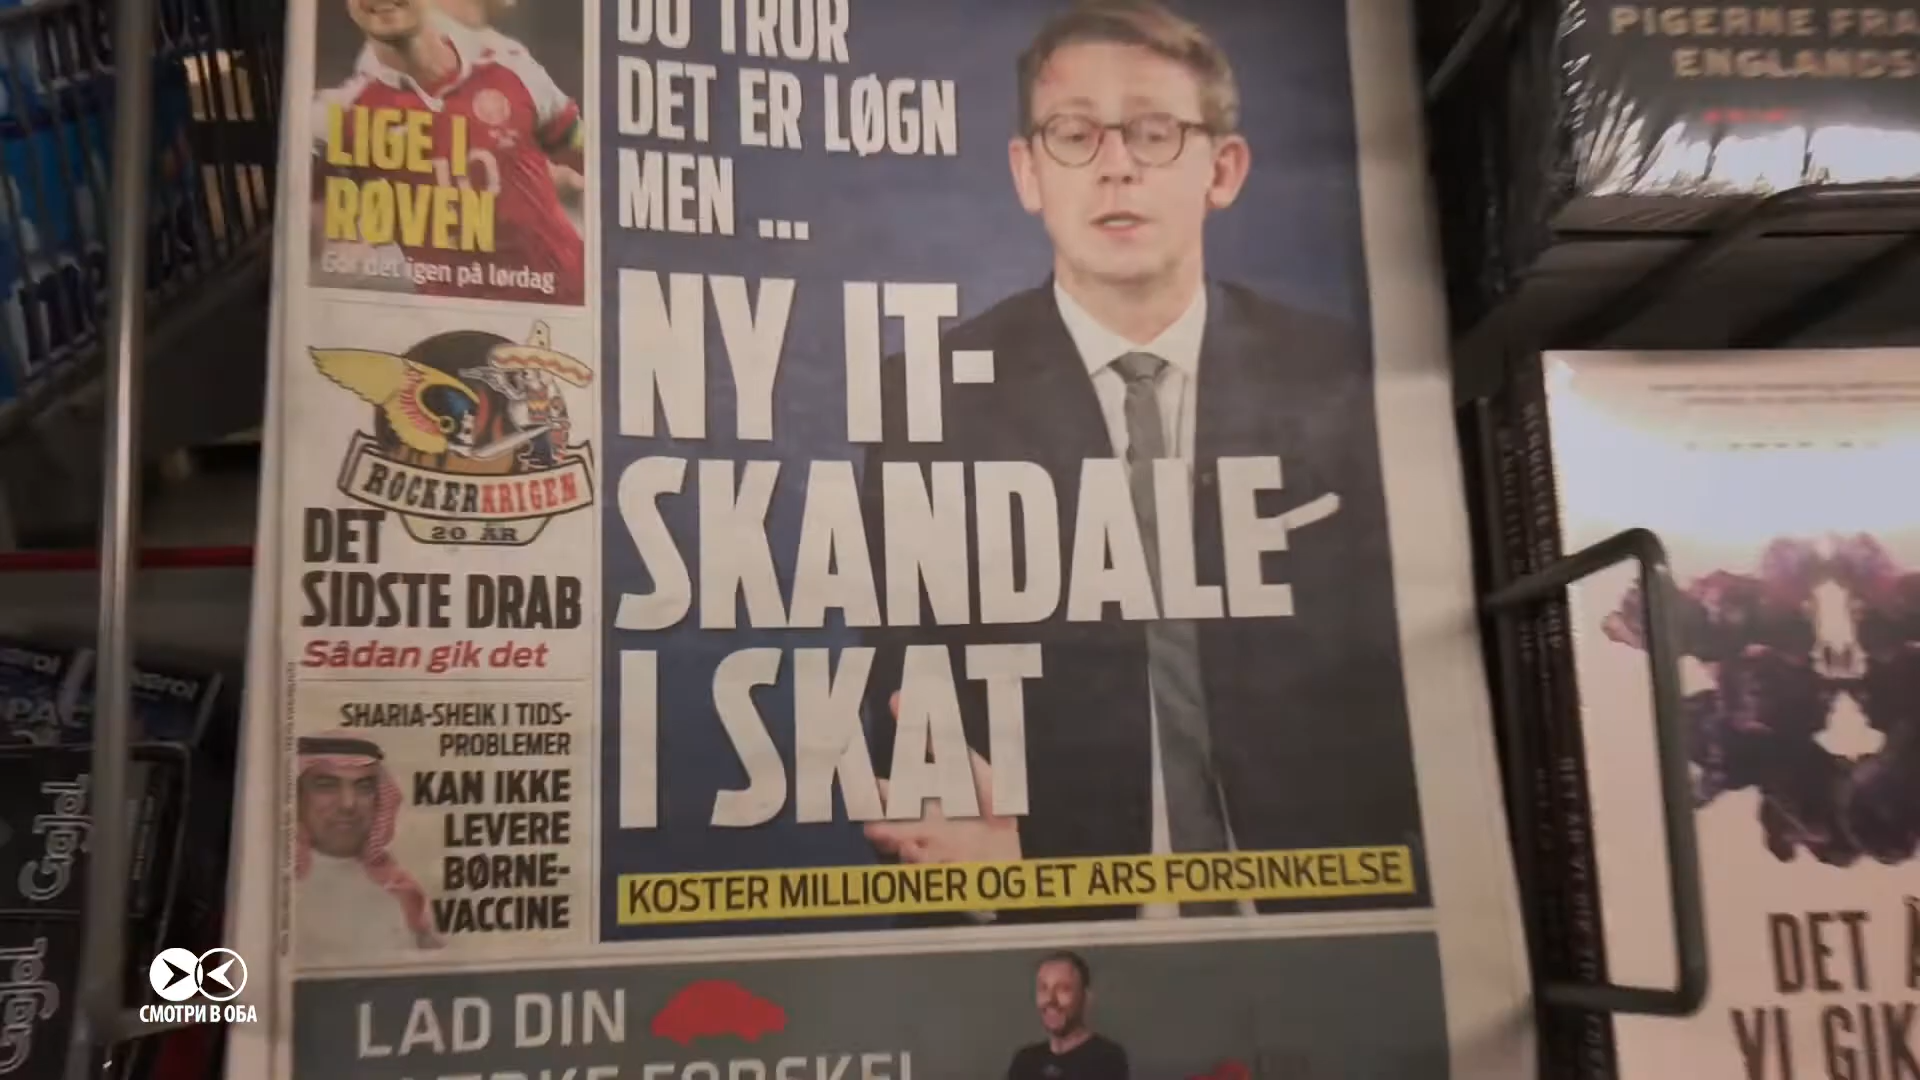 LIGE I
RØVEN
Gør det igen på lørdag
ROCKERKRIGEN
20 ÅR
DET
SIDSTE DRAB
Sådan gik det
SHARIA-SHEIK I TIDS-
PROBLEMER
KAN IKKE
LEVERE
BØRNE-
VACCINE
DU TROR
DET ER LØGN
MEN ...
NY IT-
SKANDALE
I SKAT
KOSTER MILLIONER OG ET ÅRS FORSINKELSE
LAD DIN
PIGERNE FRA
ENGLANDS
DET
VI GIK
Gajol
Gajol
СМОТРИ В ОБА